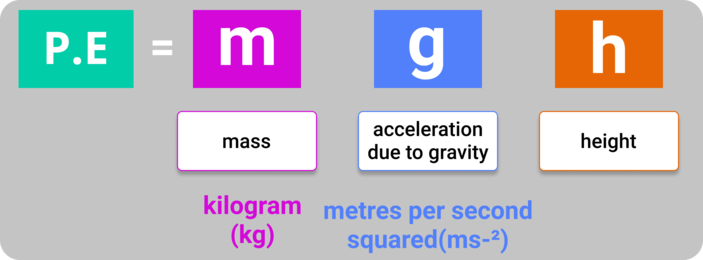 P.E = m g h
mass
acceleration
due to gravity
height
kilogram
(kg)
metres per second
squared(ms-²)